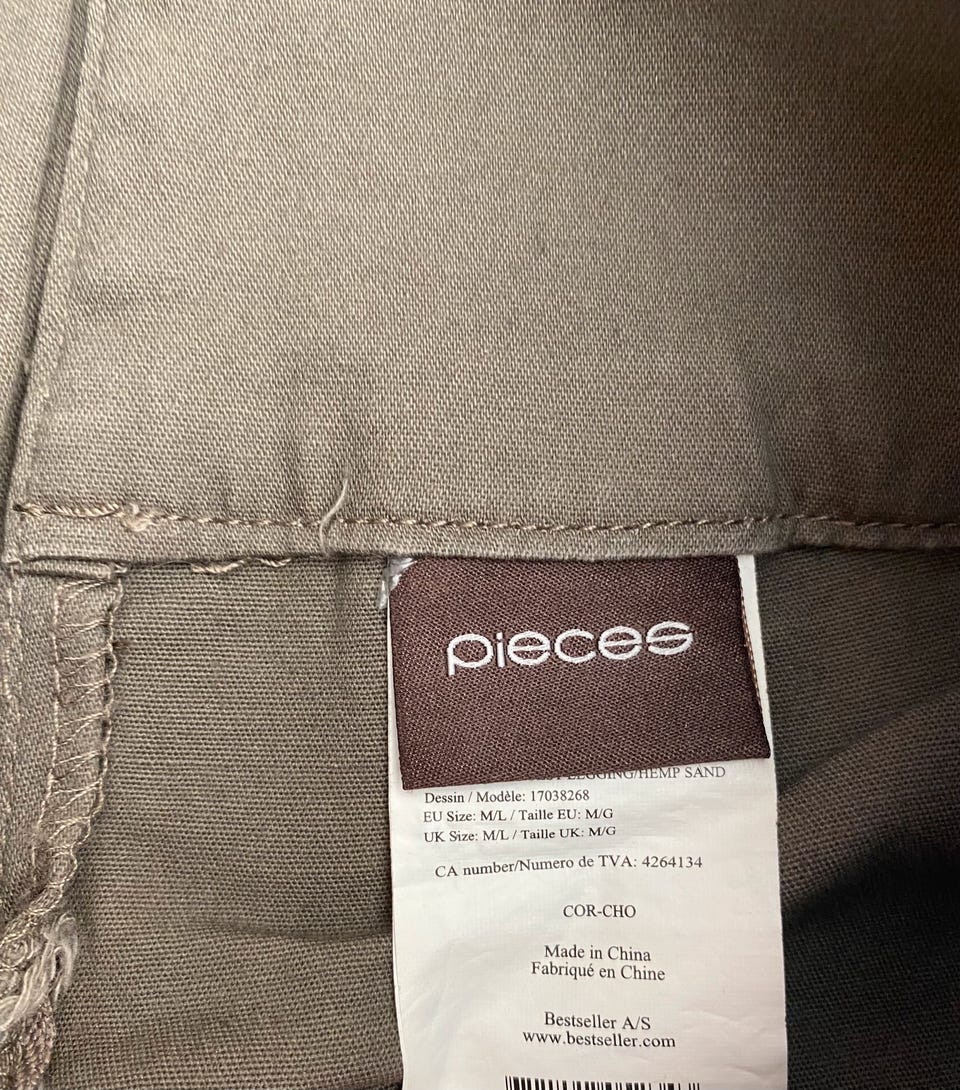 pieces
LEGGING/HEMP SAND
Dessin / Modèle: 17038268
EU Size: M/L / Taille EU: M/G
UK Size: M/L / Taille UK: M/G
CA number/Numero de TVA: 4264134
COR-CHO
Made in China
Fabriqué en Chine
Bestseller A/S
www.bestseller.com